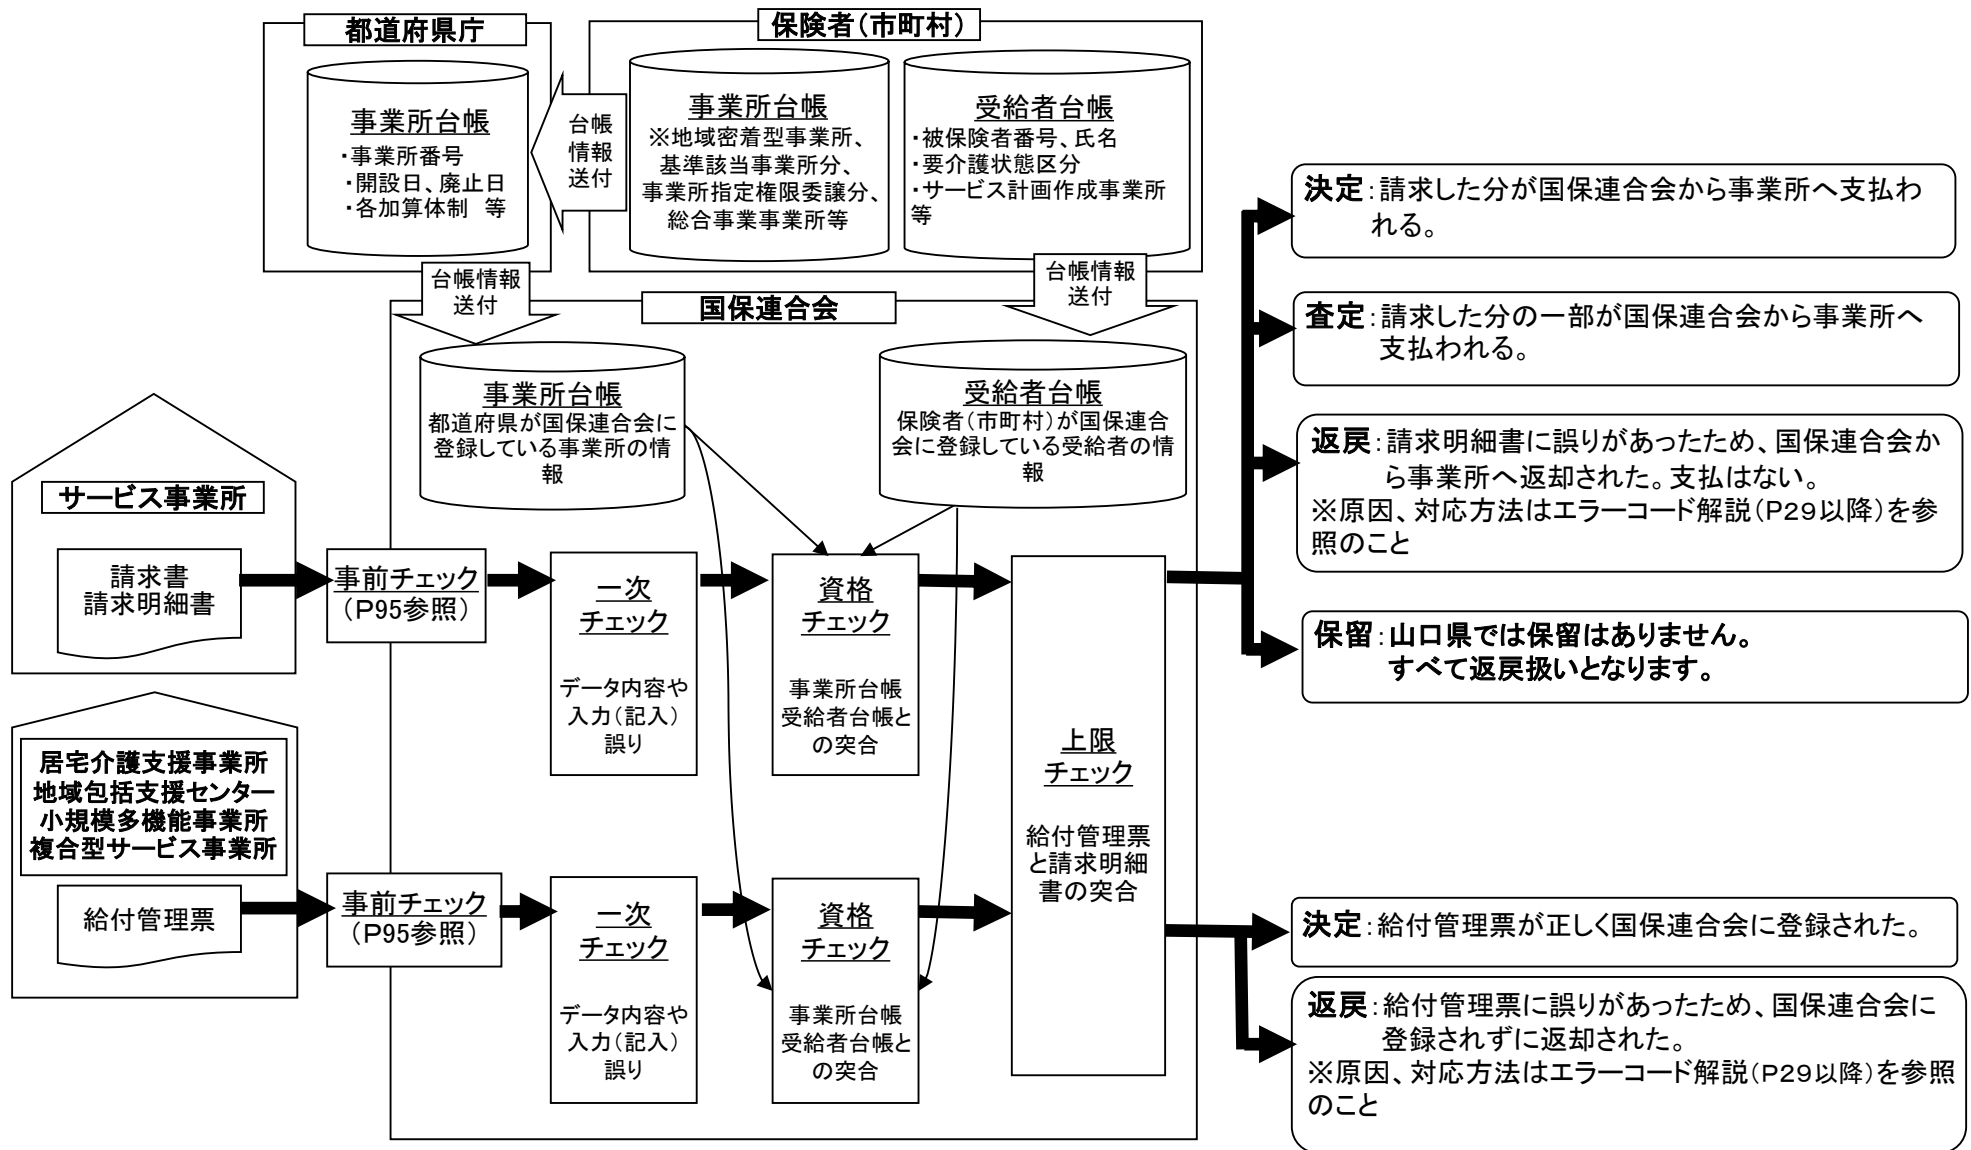 都道府県庁
事業所台帳
・事業所番号
・開設日、廃止日
・各加算体制　等
台帳
情報
送付
保険者（市町村）
事業所台帳
※地域密着型事業所、
基準該当事業所分、
事業所指定権限委譲分、
総合事業事業所等
受給者台帳
・被保険者番号、氏名
・要介護状態区分
・サービス計画作成事業所
等
台帳情報
送付
台帳情報
送付
国保連合会
事業所台帳
都道府県が国保連合会に
登録している事業所の情
報
受給者台帳
保険者（市町村）が国保連合
会に登録している受給者の情
報
サービス事業所
請求書
請求明細書
事前チェック
（P95参照）
一次
チェック
データ内容や
入力（記入）
誤り
資格
チェック
事業所台帳
受給者台帳と
の突合
居宅介護支援事業所
地域包括支援センター
小規模多機能事業所
複合型サービス事業所
給付管理票
事前チェック
（P95参照）
一次
チェック
データ内容や
入力（記入）
誤り
資格
チェック
事業所台帳
受給者台帳と
の突合
上限
チェック
給付管理票
と請求明細
書の突合
決定：請求した分が国保連合会から事業所へ支払わ
れる。
査定：請求した分の一部が国保連合会から事業所へ
支払われる。
返戻：請求明細書に誤りがあったため、国保連合会か
ら事業所へ返却された。支払はない。
※原因、対応方法はエラーコード解説（P29以降）を参
照のこと
保留：山口県では保留はありません。
すべて返戻扱いとなります。
決定：給付管理票が正しく国保連合会に登録された。
返戻：給付管理票に誤りがあったため、国保連合会に
登録されずに返却された。
※原因、対応方法はエラーコード解説（P29以降）を参照
のこと